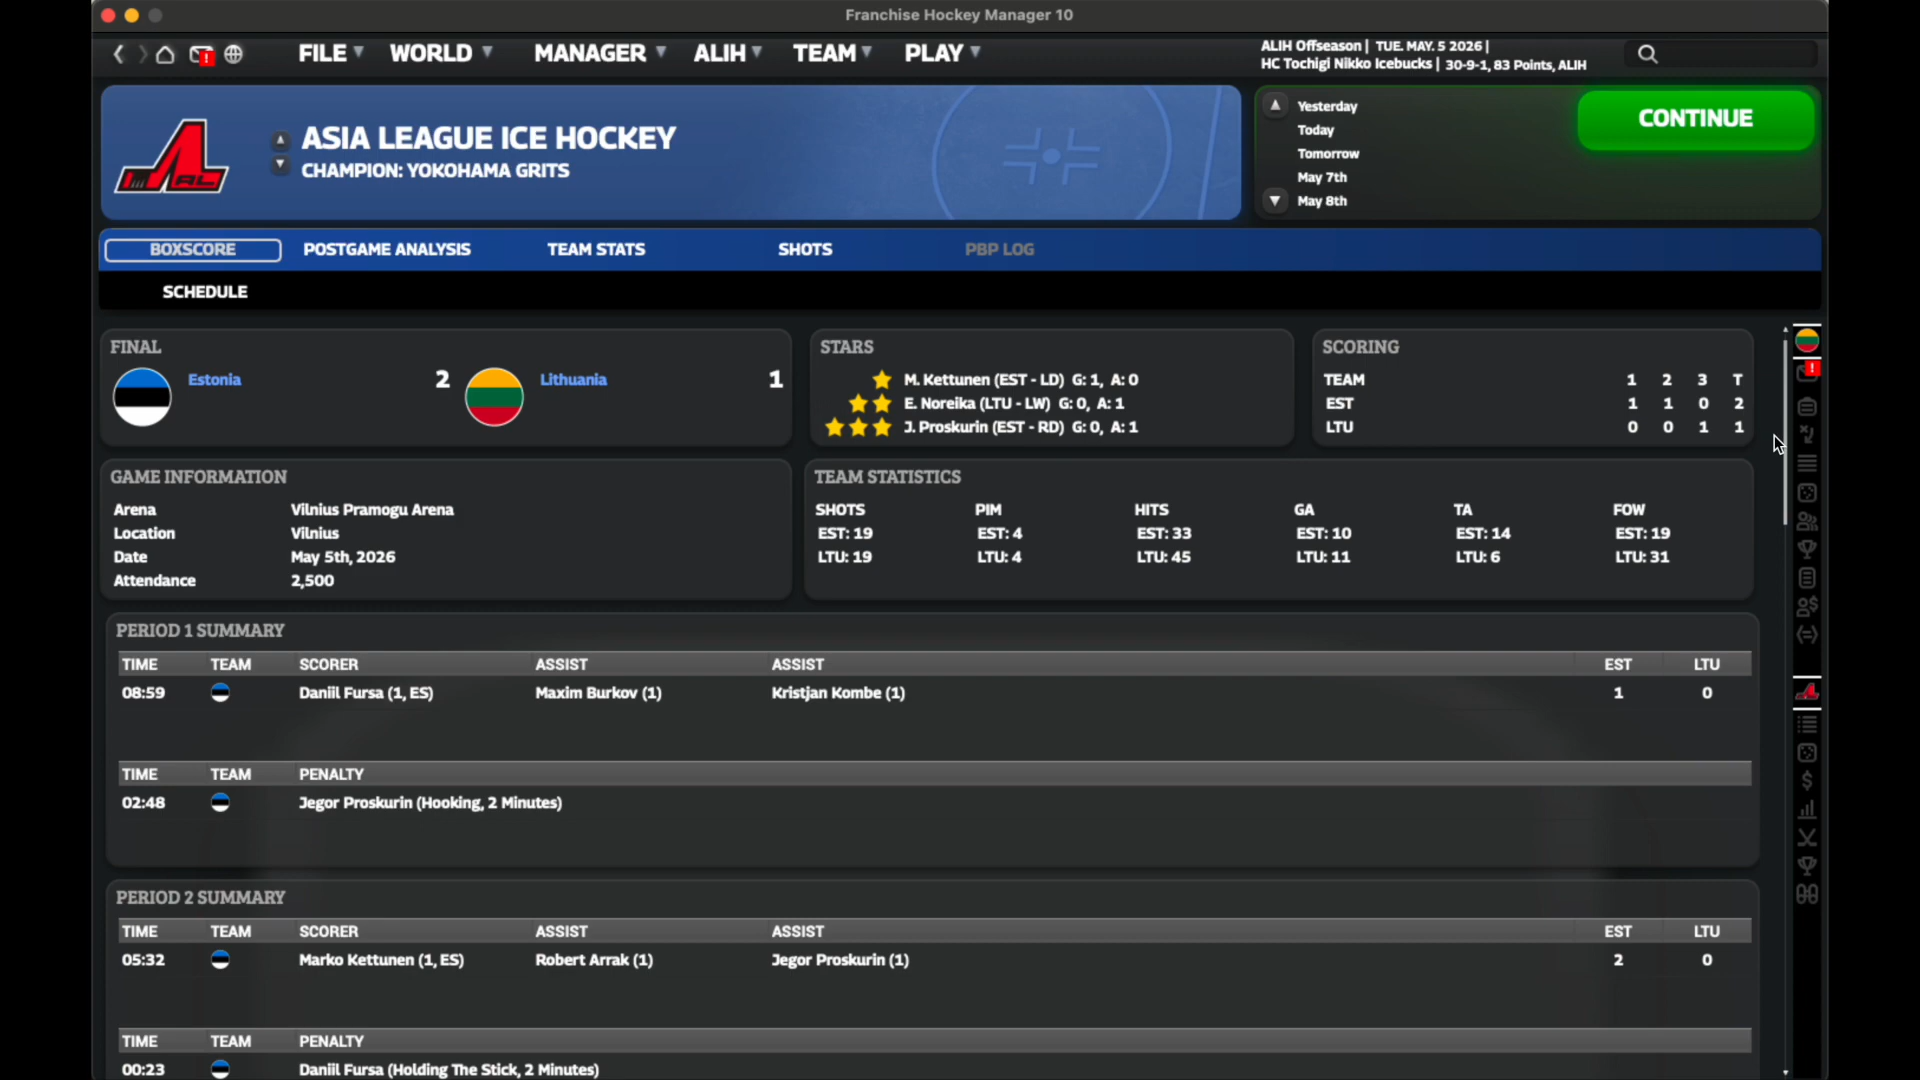 Franchise Hockey Manager 10
FILE WORLD MANAGER ALIH TEAM PLAY
ALIH Offseason | TUE. MAY. 5 2026 |
HC Tochigi Nikko Icebucks | 30-9-1, 83 Points, ALIH
ASIA LEAGUE ICE HOCKEY
CHAMPION: YOKOHAMA GRITS
Yesterday
Today
Tomorrow
May 7th
May 8th
CONTINUE
BOXSCORE POSTGAME ANALYSIS TEAM STATS SHOTS PBP LOG
SCHEDULE
FINAL
Estonia 2 Lithuania 1
STARS
M. Kettunen (EST - LD) G: 1, A: 0
E. Noreika (LTU - LW) G: 0, A: 1
J. Proskurin (EST - RD) G: 0, A: 1
SCORING
TEAM 1 2 3 T
EST 1 1 0 2
LTU 0 0 1 1
GAME INFORMATION
Arena Vilnius Pramogu Arena
Location Vilnius
Date May 5th, 2026
Attendance 2,500
TEAM STATISTICS
SHOTS PIM HITS GA TA FOW
EST: 19 EST: 4 EST: 33 EST: 10 EST: 14 EST: 19
LTU: 19 LTU: 4 LTU: 45 LTU: 11 LTU: 6 LTU: 31
PERIOD 1 SUMMARY
TIME TEAM SCORER ASSIST ASSIST EST LTU
08:59 Daniil Fursa (1, ES) Maxim Burkov (1) Kristjan Kombe (1) 1 0
TIME TEAM PENALTY
02:48 Jegor Proskurin (Hooking, 2 Minutes)
PERIOD 2 SUMMARY
TIME TEAM SCORER ASSIST ASSIST EST LTU
05:32 Marko Kettunen (1, ES) Robert Arrak (1) Jegor Proskurin (1) 2 0
TIME TEAM PENALTY
00:23 Daniil Fursa (Holding The Stick, 2 Minutes)